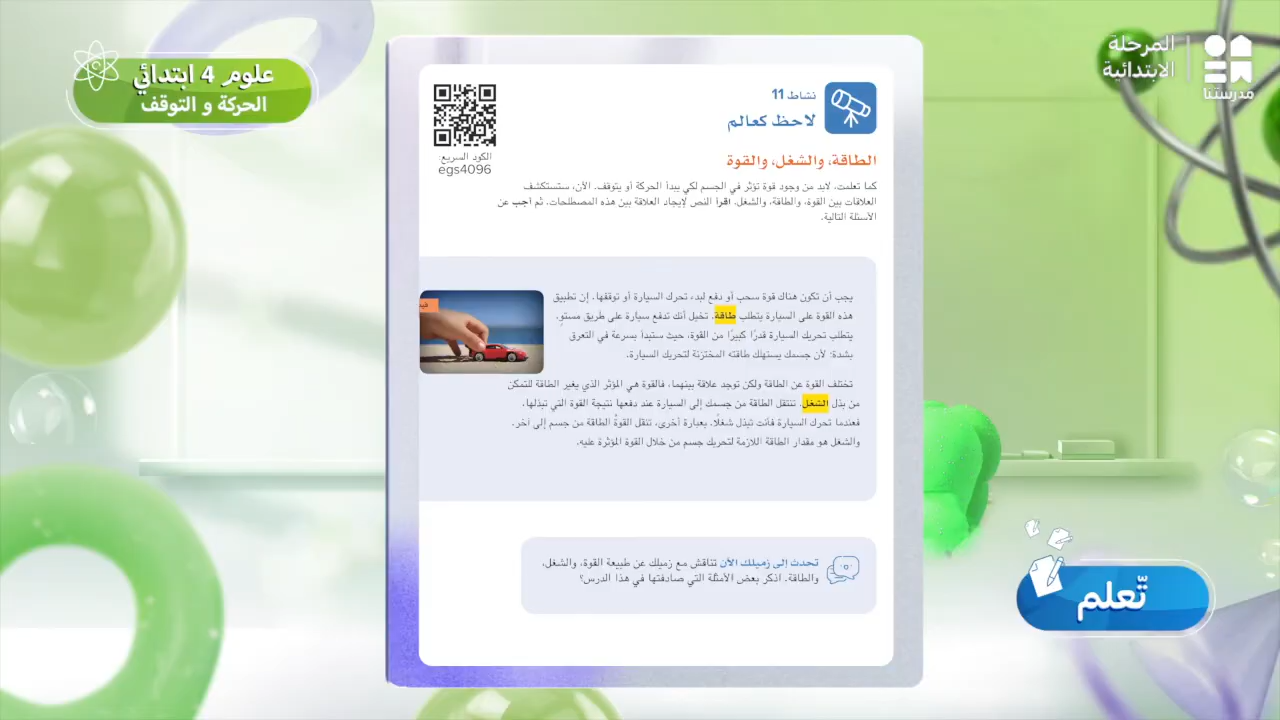 المرحلة
الابتدائية
مدرستنا
علوم 4 ابتدائي
الحركة و التوقف
نشاط 11
لاحظ كعالم
الكود السريع:
egs4096
الطاقة، والشغل، والقوة
كما تعلمت، لابد من وجود قوة تؤثر في الجسم لكي يبدأ الحركة أو يتوقف. الآن، ستستكشف
العلاقات بين القوة، والطاقة، والشغل. اقرأ النص لإيجاد العلاقة بين هذه المصطلحات، ثم أجب عن
الأسئلة التالية.
يجب أن تكون هناك قوة سحب أو دفع لبدء تحرك السيارة أو توقفها. إن تطبيق
هذه القوة على السيارة يتطلب طاقة. تخيل أنك تدفع سيارة على طريق مستوٍ.
يتطلب تحريك السيارة قدرًا كبيرًا من القوة، حيث ستبدأ بسرعة في التعرق
بشدة؛ لأن جسمك يستهلك طاقته المختزنة لتحريك السيارة.
تختلف القوة عن الطاقة ولكن توجد علاقة بينهما، فالقوة هي المؤثر الذي يغير الطاقة للتمكن
من بذل الشغل. تنتقل الطاقة من جسمك إلى السيارة عند دفعها نتيجة القوة التي تبذلها.
فعندما تحرك السيارة فأنت تبذل شغلًا. بعبارة أخرى، تنقل القوة الطاقة من جسم إلى آخر.
والشغل هو مقدار الطاقة اللازمة لتحريك جسم من خلال القوة المؤثرة عليه.
تحدث إلى زميلك الآن تناقش مع زميلك عن طبيعة القوة، والشغل،
والطاقة. اذكر بعض الأمثلة التي صادفتها في هذا الدرس؟
تّعلم